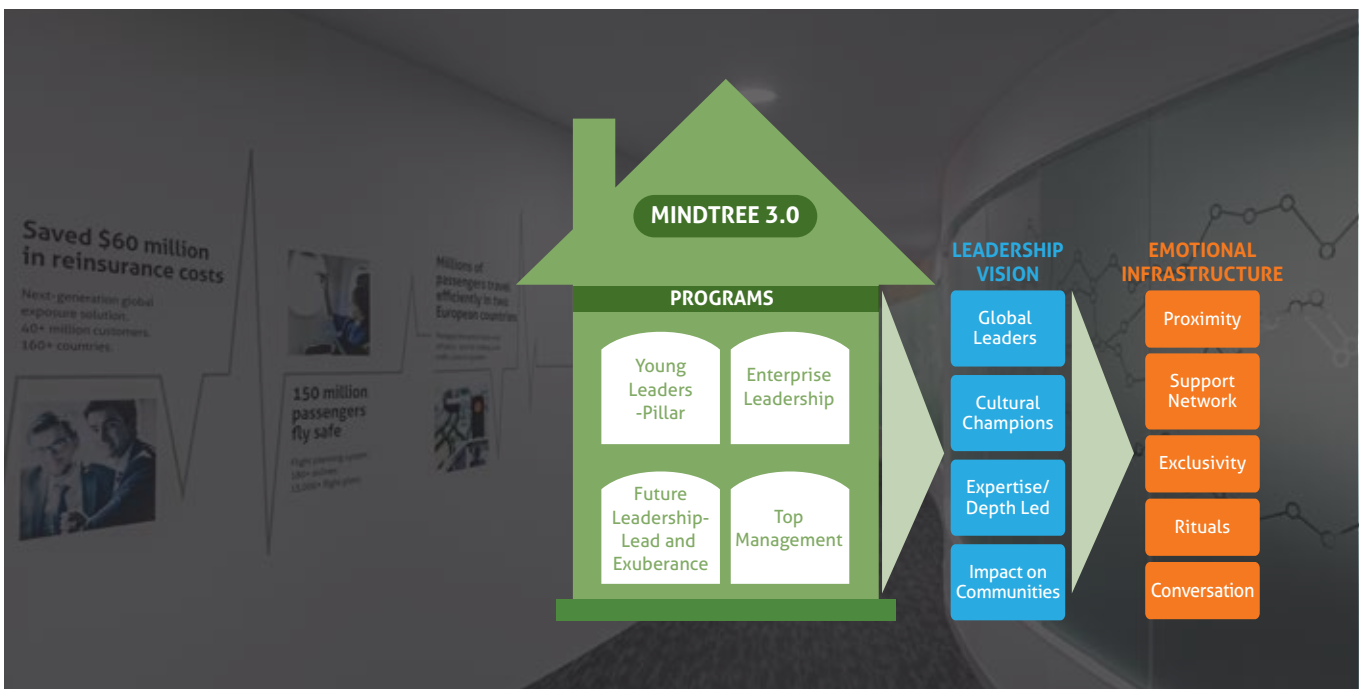 Saved $60 million
in reinsurance costs
Next-generation global
exposure solution.
40+ million customers.
160+ countries.
150 million
passengers
fly safe
Millions of
passengers travel
efficiently in two
European countries
MINDTREE 3.0
PROGRAMS
Young
Leaders
-Pillar
Enterprise
Leadership
Future
Leadership-
Lead and
Exuberance
Top
Management
LEADERSHIP
VISION
Global
Leaders
Cultural
Champions
Expertise/
Depth Led
Impact on
Communities
EMOTIONAL
INFRASTRUCTURE
Proximity
Support
Network
Exclusivity
Rituals
Conversation